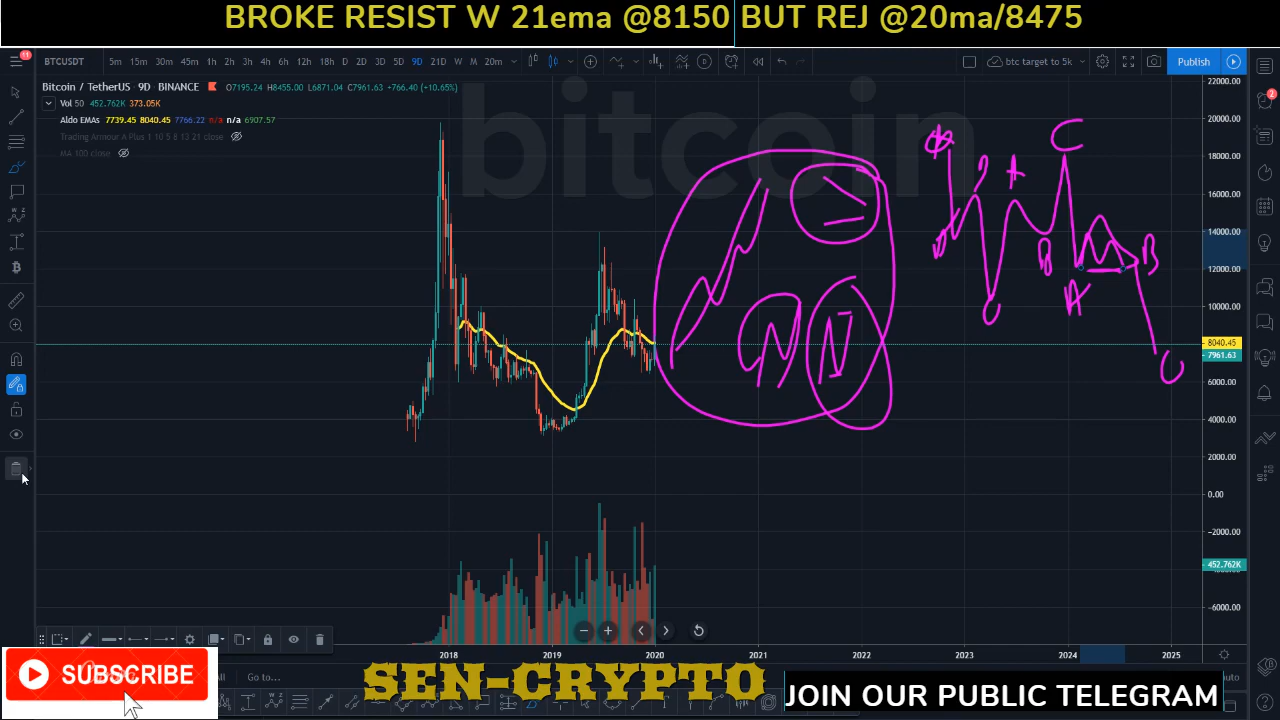 BROKE RESIST W 21ema @8150 BUT REJ @20ma/8475
11
BTCUSDT 5m 15m 30m 45m 1h 2h 3h 4h 6h 12h 18h D 2D 3D 5D 9D 21D W M 20m btc target to 5k Publish
Bitcoin / TetherUS · 9D · BINANCE O7195.24 H8455.00 L6871.04 C7961.63 +766.40 (+10.65%)
Vol 50 452.762K 373.05K
Aldo EMAs 7739.45 8040.45 7766.22 n/a n/a 6907.57
Trading Armour A Plus 1 10 5 8 13 21 close
MA 100 close
bitcoin
22000.00
20000.00
18000.00
16000.00
14000.00
12000.00
10000.00
8040.45
7961.63
6000.00
4000.00
2000.00
0.00
−2000.00
452.762K
−6000.00
2
C
A
B
B
A
C
2018 2019 2020 2021 2022 2023 2024 2025
SUBSCRIBE
Go to...
SEN-CRYPTO
JOIN OUR PUBLIC TELEGRAM